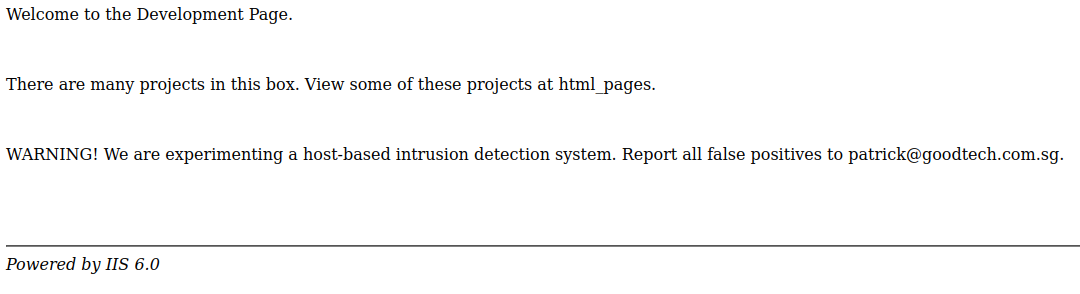 Welcome to the Development Page.
There are many projects in this box. View some of these projects at html_pages.
WARNING! We are experimenting a host-based intrusion detection system. Report all false positives to patrick@goodtech.com.sg.
Powered by IIS 6.0